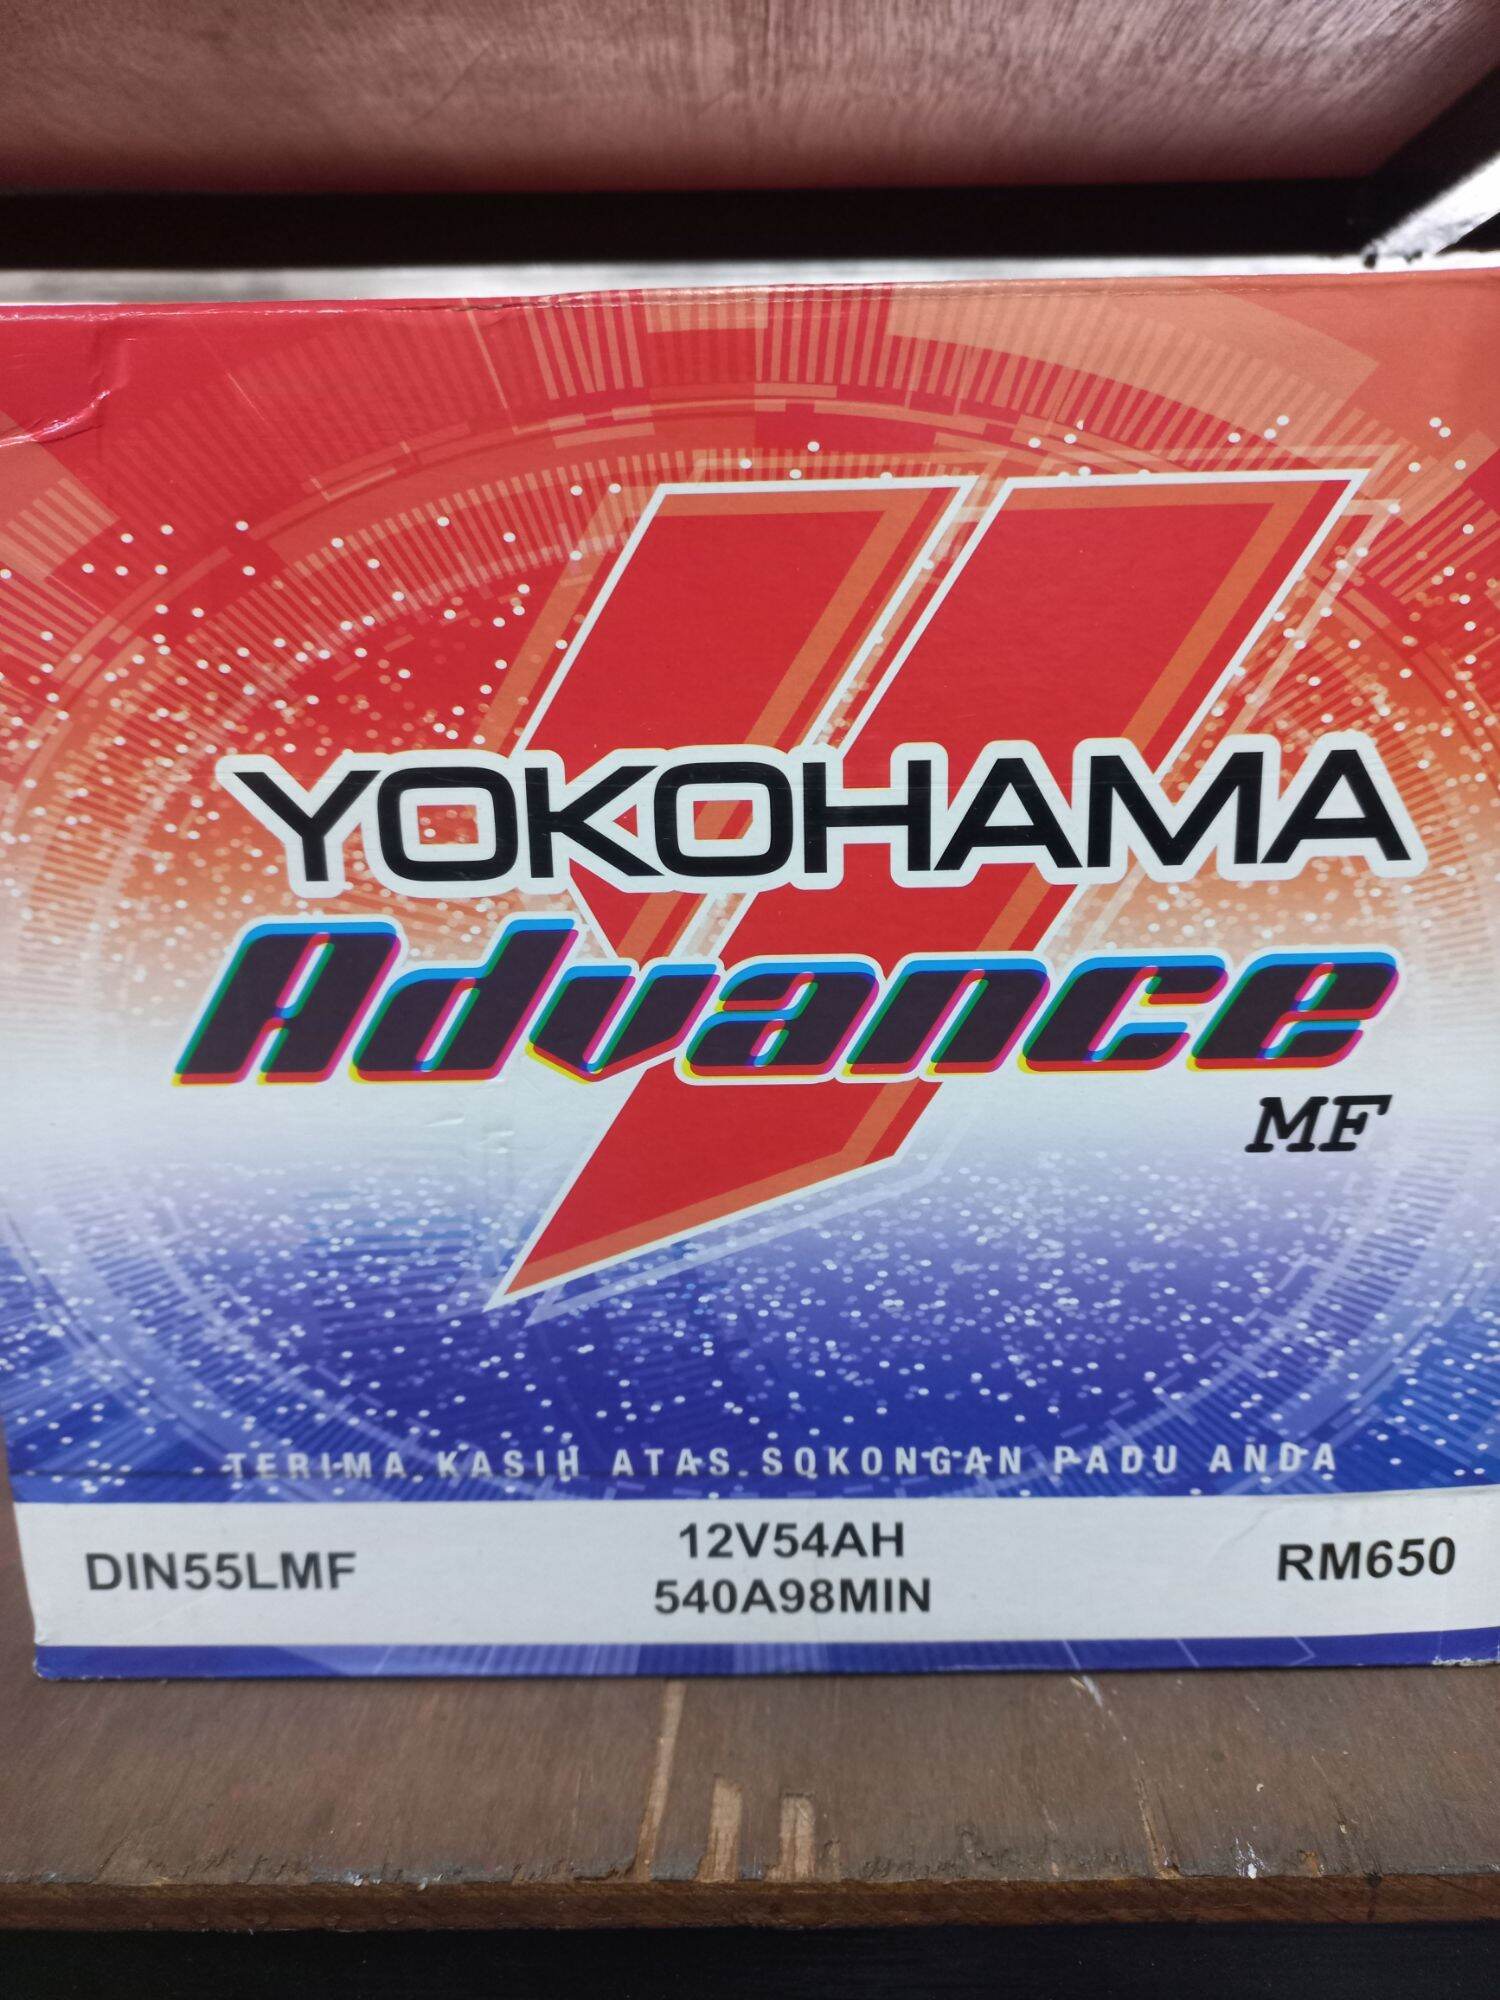 YOKOHAMA
Advance
MF
TERIMA KASIH ATAS SOKONGAN PADU ANDA
DIN55LMF
12V54AH
540A98MIN
RM650